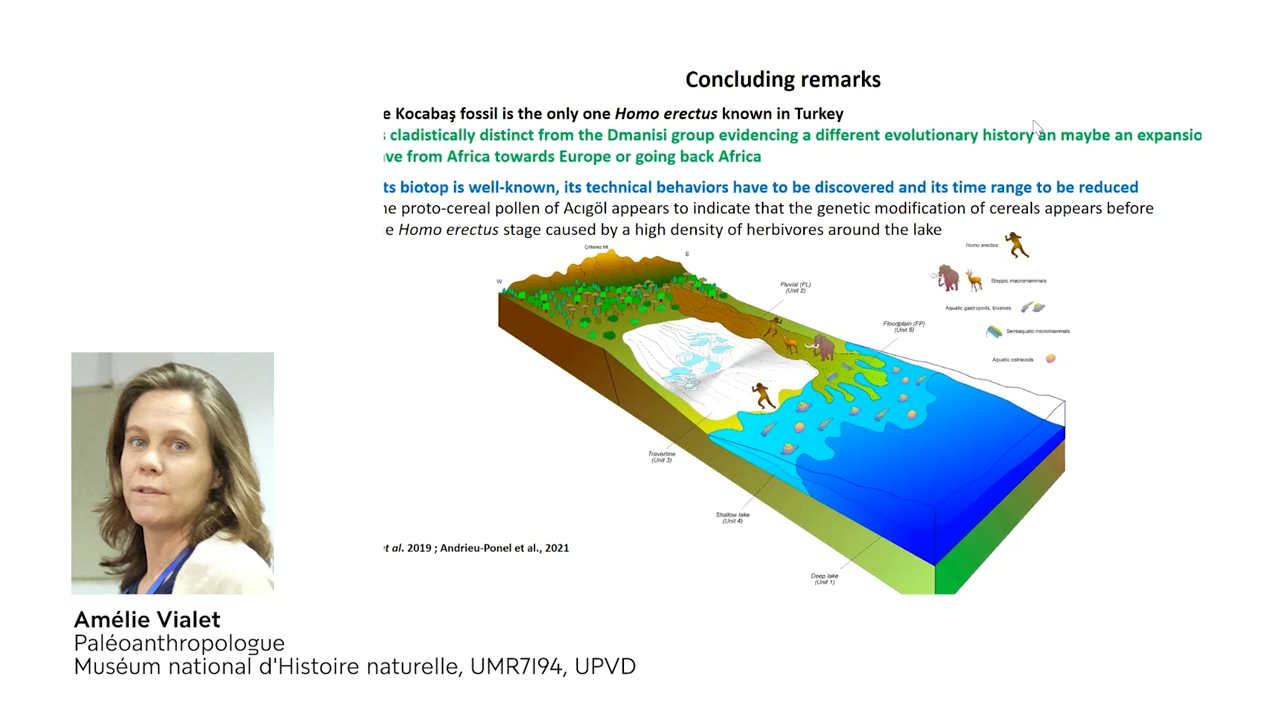 Concluding remarks
e Kocabaş fossil is the only one Homo erectus known in Turkey
s cladistically distinct from the Dmanisi group evidencing a different evolutionary history an maybe an expansio
ve from Africa towards Europe or going back Africa
ts biotop is well-known, its technical behaviors have to be discovered and its time range to be reduced
ne proto-cereal pollen of Acıgöl appears to indicate that the genetic modification of cereals appears before
e Homo erectus stage caused by a high density of herbivores around the lake
Çökelez Mt.
E
W
Homo erectus
Steppic macromammals
Fluvial (FL)
(Unit 2)
Aquatic gastropods, bivalves
Floodplain (FP)
(Unit 5)
Semiaquatic micromammals
Aquatic ostracods
Travertine
(Unit 3)
Shallow lake
(Unit 4)
Deep lake
(Unit 1)
et al. 2019 ; Andrieu-Ponel et al., 2021
Amélie Vialet
Paléoanthropologue
Muséum national d'Histoire naturelle, UMR7194, UPVD